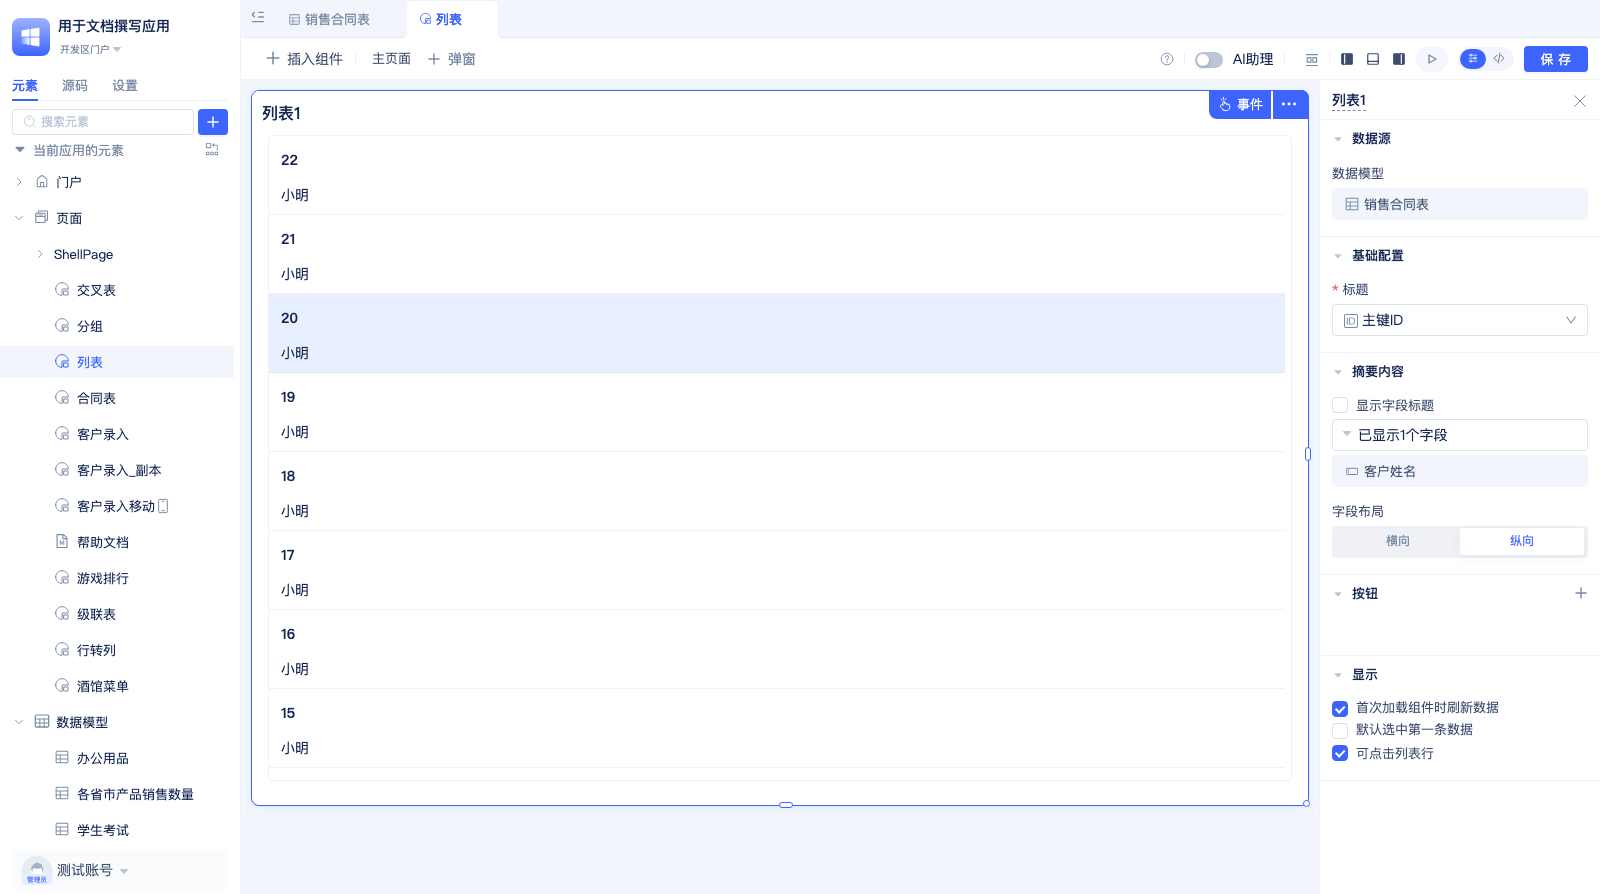 用于文档撰写应用
开发区门户
元素 源码 设置
搜索元素
当前应用的元素
门户
页面
ShellPage
交叉表
分组
列表
合同表
客户录入
客户录入_副本
客户录入移动
帮助文档
游戏排行
级联表
行转列
酒馆菜单
数据模型
办公用品
各省市产品销售数量
学生考试
管理员
测试账号
销售合同表 列表
插入组件 主页面 弹窗
AI助理
保存
列表1
事件
22
小明
21
小明
20
小明
19
小明
18
小明
17
小明
16
小明
15
小明
列表1
数据源
数据模型
销售合同表
基础配置
* 标题
ID 主键ID
摘要内容
显示字段标题
已显示1个字段
客户姓名
字段布局
横向 纵向
按钮
显示
首次加载组件时刷新数据
默认选中第一条数据
可点击列表行